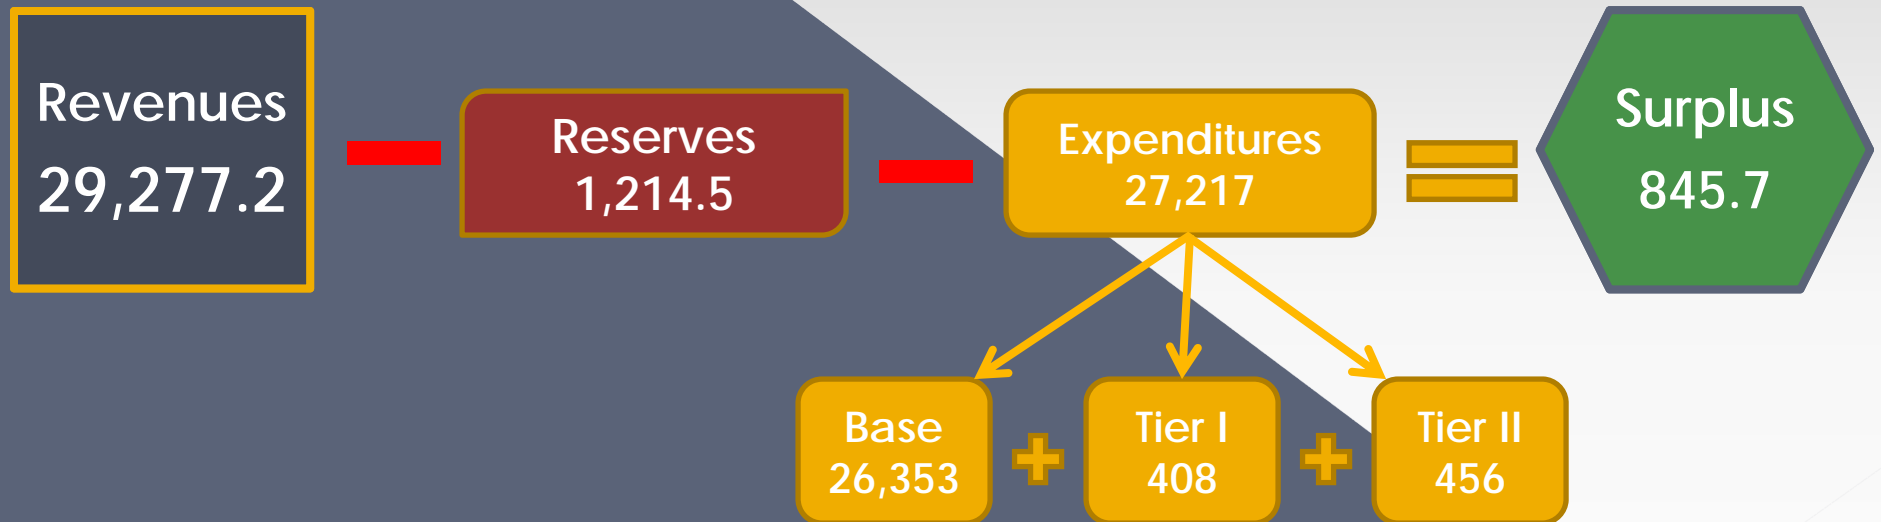 Revenues
29,277.2
Reserves
1,214.5
Expenditures
27,217
Surplus
845.7
Base
26,353
Tier I
408
Tier II
456